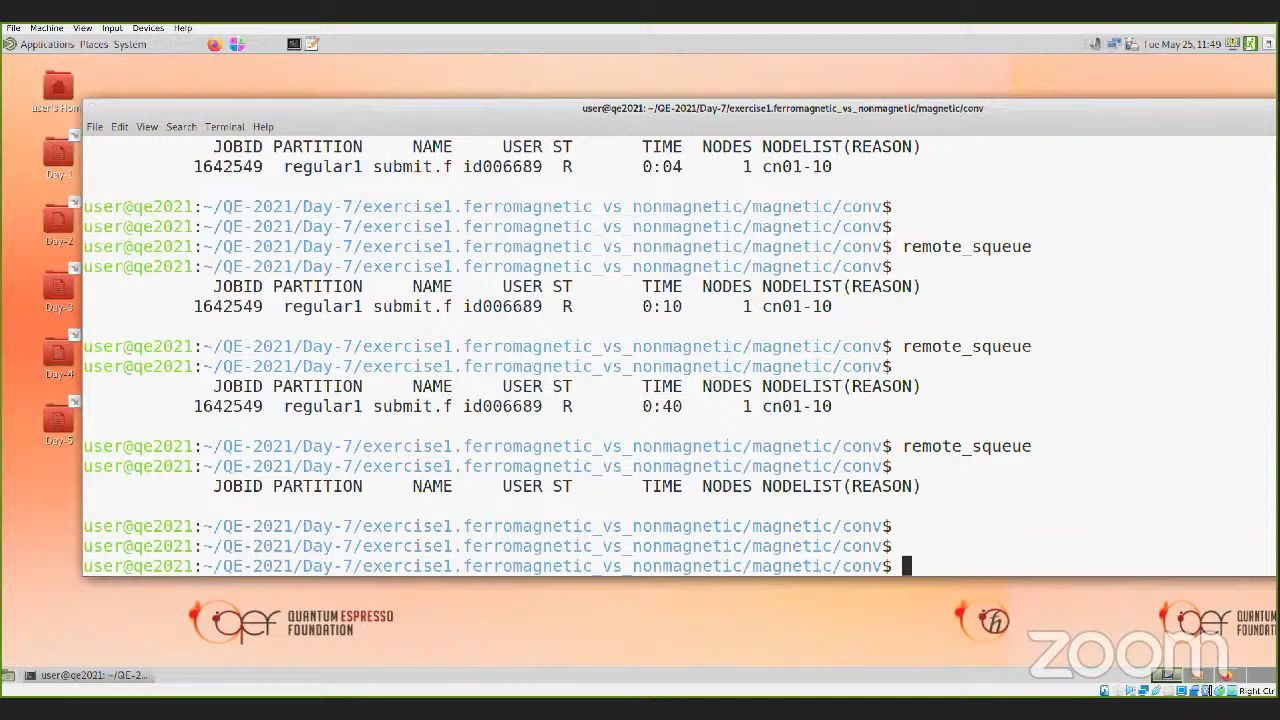 File Machine View Input Devices Help
Applications Places System
Tue May 25, 11:49
user's Hom
Day-1
Day-2
Day-3
Day-4
Day-5
user@qe2021: ~/QE-2021/Day-7/exercise1.ferromagnetic_vs_nonmagnetic/magnetic/conv
File Edit View Search Terminal Help
JOBID PARTITION NAME USER ST TIME NODES NODELIST(REASON)
1642549 regular1 submit.f id006689 R 0:04 1 cn01-10
user@qe2021:~/QE-2021/Day-7/exercise1.ferromagnetic_vs_nonmagnetic/magnetic/conv$
user@qe2021:~/QE-2021/Day-7/exercise1.ferromagnetic_vs_nonmagnetic/magnetic/conv$
user@qe2021:~/QE-2021/Day-7/exercise1.ferromagnetic_vs_nonmagnetic/magnetic/conv$ remote_squeue
user@qe2021:~/QE-2021/Day-7/exercise1.ferromagnetic_vs_nonmagnetic/magnetic/conv$
JOBID PARTITION NAME USER ST TIME NODES NODELIST(REASON)
1642549 regular1 submit.f id006689 R 0:10 1 cn01-10
user@qe2021:~/QE-2021/Day-7/exercise1.ferromagnetic_vs_nonmagnetic/magnetic/conv$ remote_squeue
user@qe2021:~/QE-2021/Day-7/exercise1.ferromagnetic_vs_nonmagnetic/magnetic/conv$
JOBID PARTITION NAME USER ST TIME NODES NODELIST(REASON)
1642549 regular1 submit.f id006689 R 0:40 1 cn01-10
user@qe2021:~/QE-2021/Day-7/exercise1.ferromagnetic_vs_nonmagnetic/magnetic/conv$ remote_squeue
user@qe2021:~/QE-2021/Day-7/exercise1.ferromagnetic_vs_nonmagnetic/magnetic/conv$
JOBID PARTITION NAME USER ST TIME NODES NODELIST(REASON)
user@qe2021:~/QE-2021/Day-7/exercise1.ferromagnetic_vs_nonmagnetic/magnetic/conv$
user@qe2021:~/QE-2021/Day-7/exercise1.ferromagnetic_vs_nonmagnetic/magnetic/conv$
user@qe2021:~/QE-2021/Day-7/exercise1.ferromagnetic_vs_nonmagnetic/magnetic/conv$
QEF QUANTUM ESPRESSO
FOUNDATION
ħ
QEF QUANTUM
FOUNDAT
zoom
user@qe2021: ~/QE-2...
Right Ctr